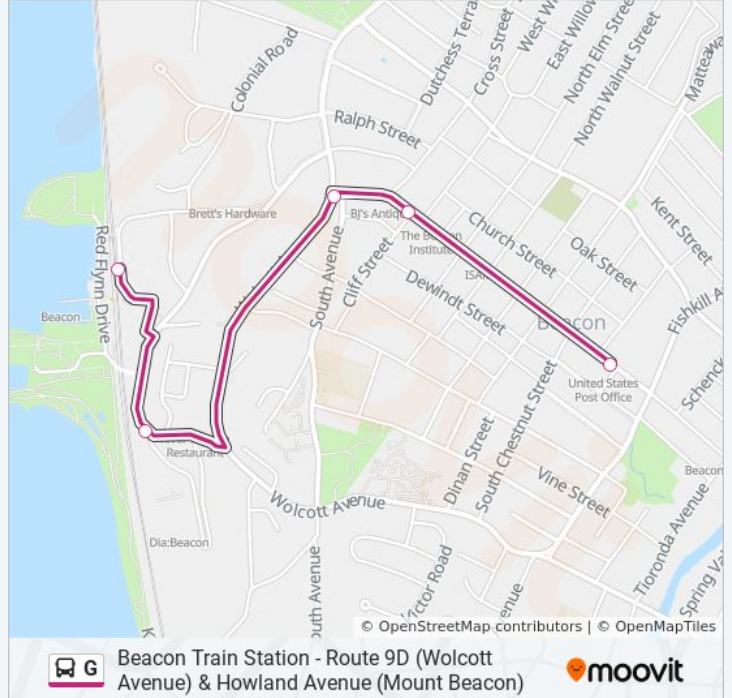 Colonial Road
Dutchess Terra
Cross Street
West Wi
East Willow
North Elm Street
North Walnut Street
Mattea
Ralph Street
Brett's Hardware
BJ's Antiqu
The Beacon
Institute
Church Street
Oak Street
Kent Street
Red Flynn Drive
South Avenue
Cliff Street
Dewindt Street
Beacon
Fishkill A
Beacon
United States
Post Office
Schenck
Restaurant
South Chestnut Street
Dinan Street
Vine Street
Beacon
Wolcott Avenue
Tioronda Avenue
Dia:Beacon
outh Avenue
Victor Road
enue
Spring Va
K
© OpenStreetMap contributors | © OpenMapTiles
G
Beacon Train Station - Route 9D (Wolcott
Avenue) & Howland Avenue (Mount Beacon)
moovit